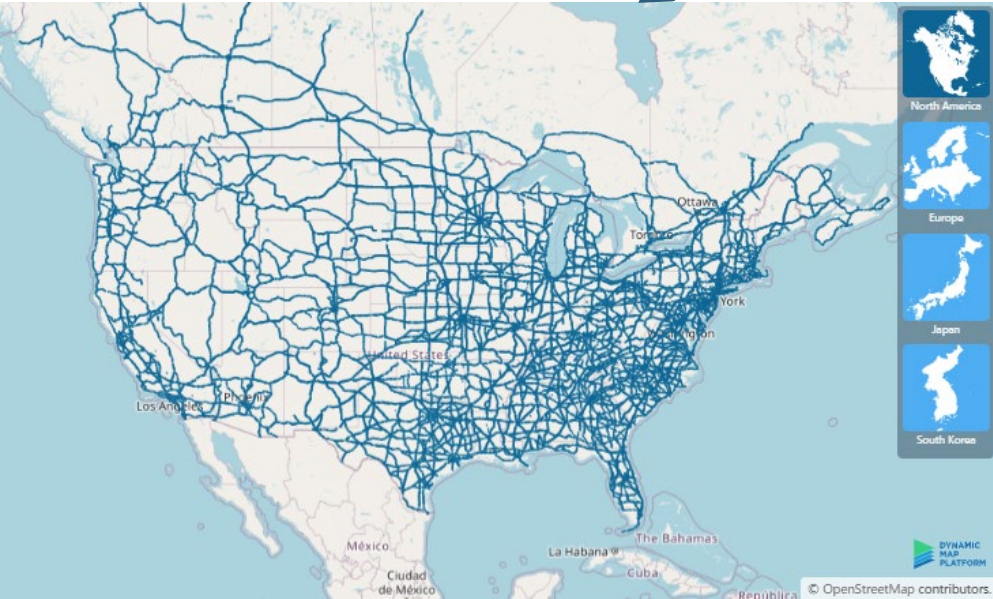 North America
Europe
Japan
South Korea
Ottawa
Toronto
York
Washington
United States
Los Angeles
Phoenix
México
Ciudad
de México
La Habana
The Bahamas
Cuba
República
DYNAMIC
MAP
PLATFORM
© OpenStreetMap contributors.